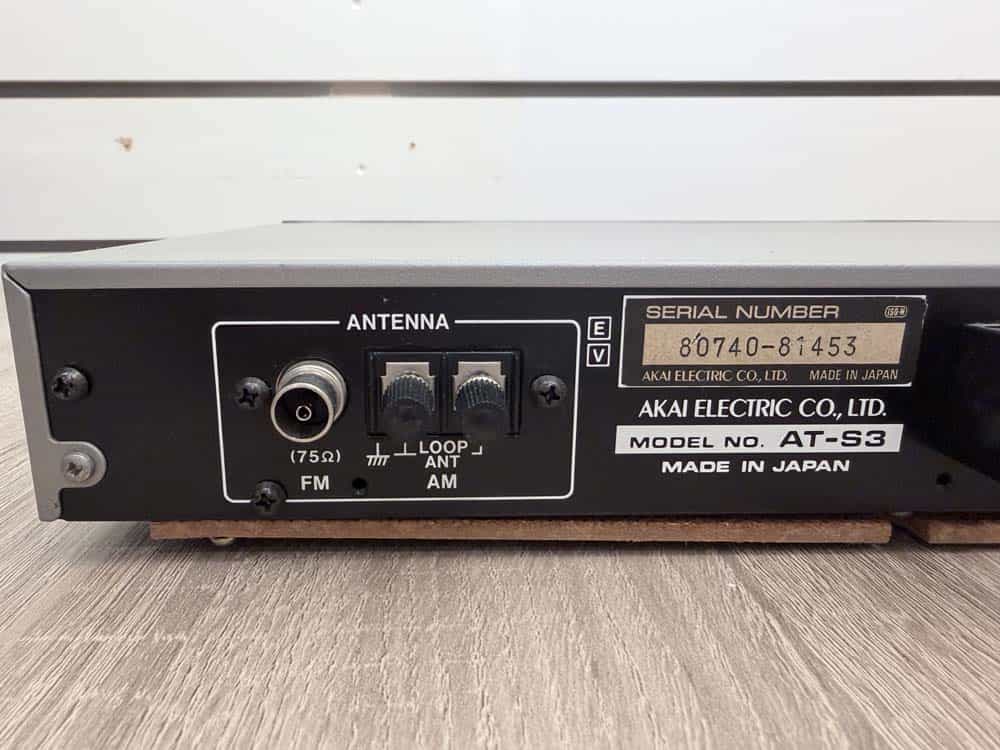 ANTENNA
(75Ω)
LOOP
ANT
FM
AM
E
V
SERIAL NUMBER
80740-81453
AKAI ELECTRIC CO., LTD. MADE IN JAPAN
AKAI ELECTRIC CO., LTD.
MODEL NO. AT-S3
MADE IN JAPAN